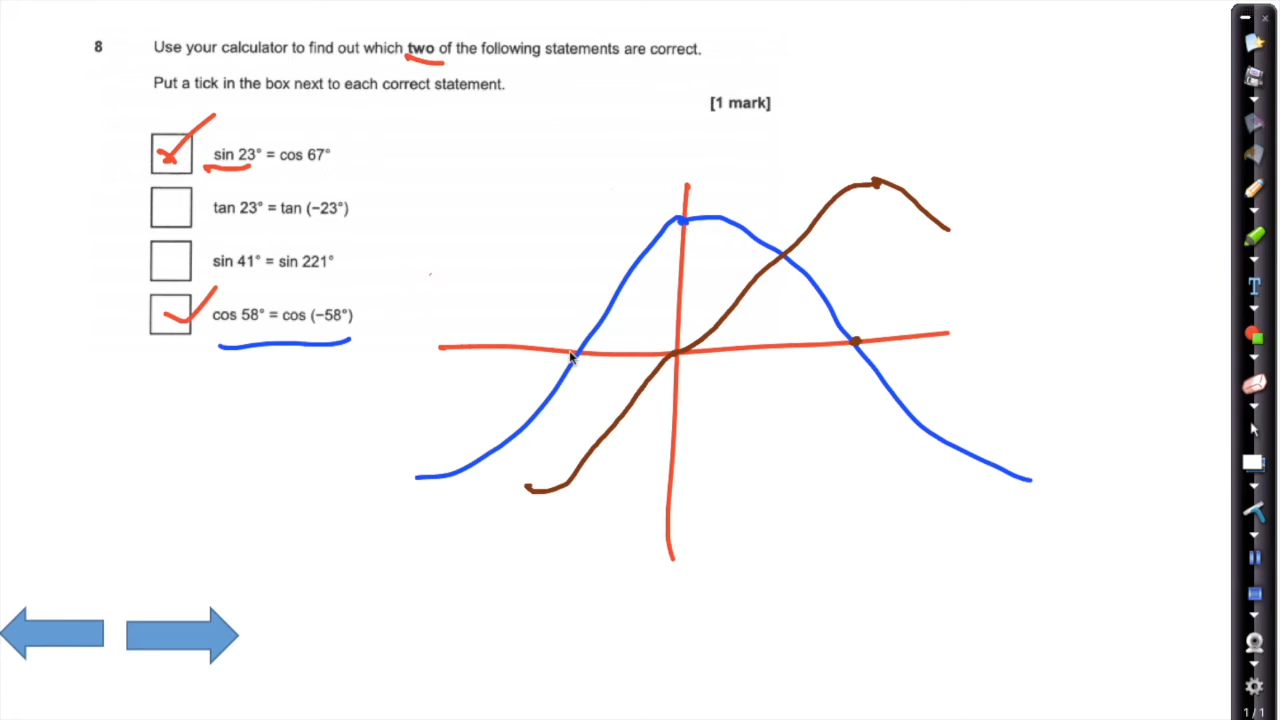 8 Use your calculator to find out which two of the following statements are correct.
Put a tick in the box next to each correct statement.
[1 mark]
sin 23° = cos 67°
tan 23° = tan (−23°)
sin 41° = sin 221°
cos 58° = cos (−58°)
T
1/1